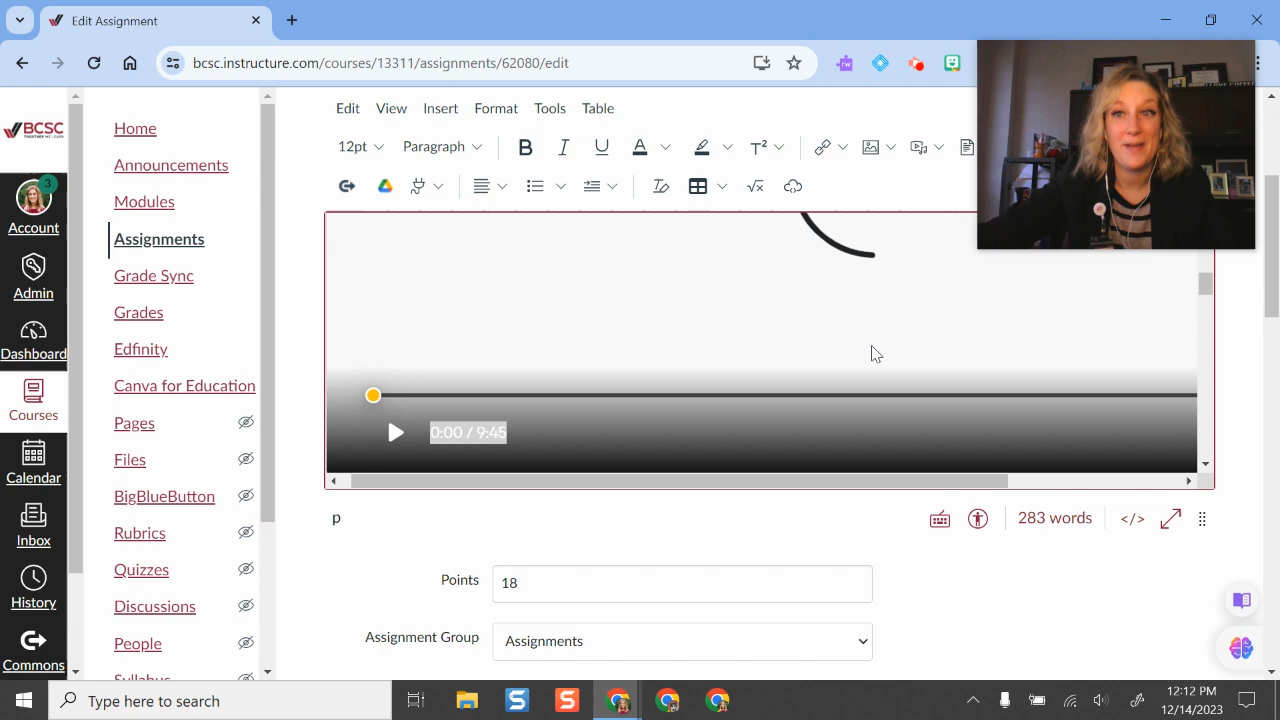 Edit Assignment
bcsc.instructure.com/courses/13311/assignments/62080/edit
BCSC
3
Account
Admin
Dashboard
Courses
Calendar
Inbox
History
Commons
Home
Announcements
Modules
Assignments
Grade Sync
Grades
Edfinity
Canva for Education
Pages
Files
BigBlueButton
Rubrics
Quizzes
Discussions
People
Syllabus
Edit View Insert Format Tools Table
12pt Paragraph B I U A T²
0:00 / 9:45
p 283 words </>
Points 18
Assignment Group Assignments
Type here to search
12:12 PM
12/14/2023